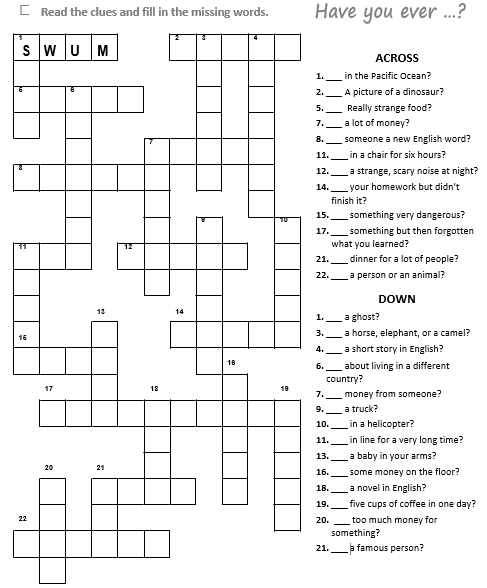 Read the clues and fill in the missing words.
Have you ever ...?
1 2 3 4
S W U M
5 6
7
8
9 10
11 12
13 14
15
16
17 18 19
20 21
22
ACROSS
1. ___ in the Pacific Ocean?
2. ___ A picture of a dinosaur?
5. ___ Really strange food?
7. ___ a lot of money?
8. ___ someone a new English word?
11. ___ in a chair for six hours?
12. ___ a strange, scary noise at night?
14. ___ your homework but didn't
finish it?
15. ___ something very dangerous?
17. ___ something but then forgotten
what you learned?
21. ___ dinner for a lot of people?
22. ___ a person or an animal?
DOWN
1. ___ a ghost?
3. ___ a horse, elephant, or a camel?
4. ___ a short story in English?
6. ___ about living in a different
country?
7. ___ money from someone?
9. ___ a truck?
10. ___ in a helicopter?
11. ___ in line for a very long time?
13. ___ a baby in your arms?
16. ___ some money on the floor?
18. ___ a novel in English?
19. ___ five cups of coffee in one day?
20. ___ too much money for
something?
21. ___ a famous person?